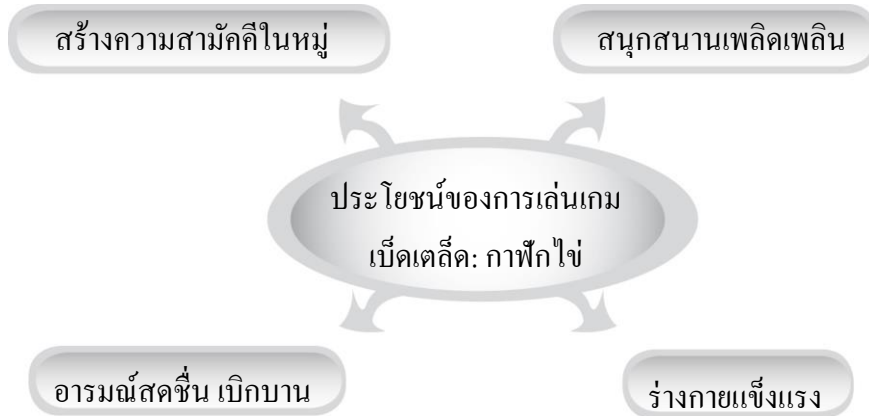 สร้างความสามัคคีในหมู่
สนุกสนานเพลิดเพลิน
ประโยชน์ของการเล่นเกม
เบ็ดเตล็ด: กาฟักไข่
อารมณ์สดชื่น เบิกบาน
ร่างกายแข็งแรง